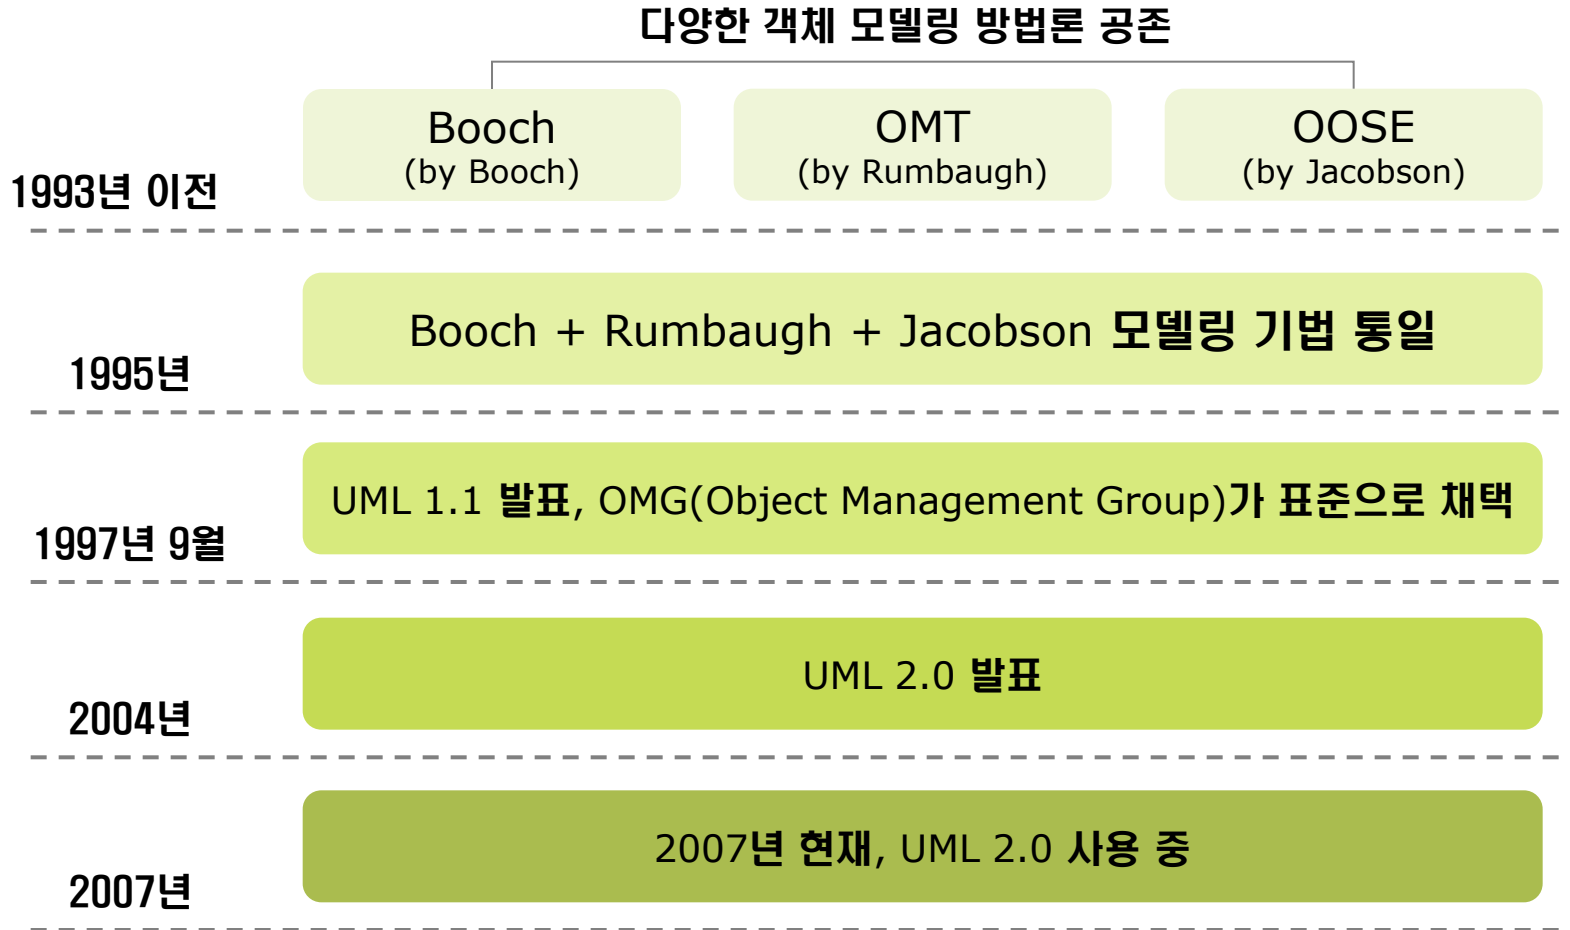 다양한 객체 모델링 방법론 공존
Booch
(by Booch)
OMT
(by Rumbaugh)
OOSE
(by Jacobson)
1993년 이전
Booch + Rumbaugh + Jacobson 모델링 기법 통일
1995년
UML 1.1 발표, OMG(Object Management Group)가 표준으로 채택
1997년 9월
UML 2.0 발표
2004년
2007년 현재, UML 2.0 사용 중
2007년